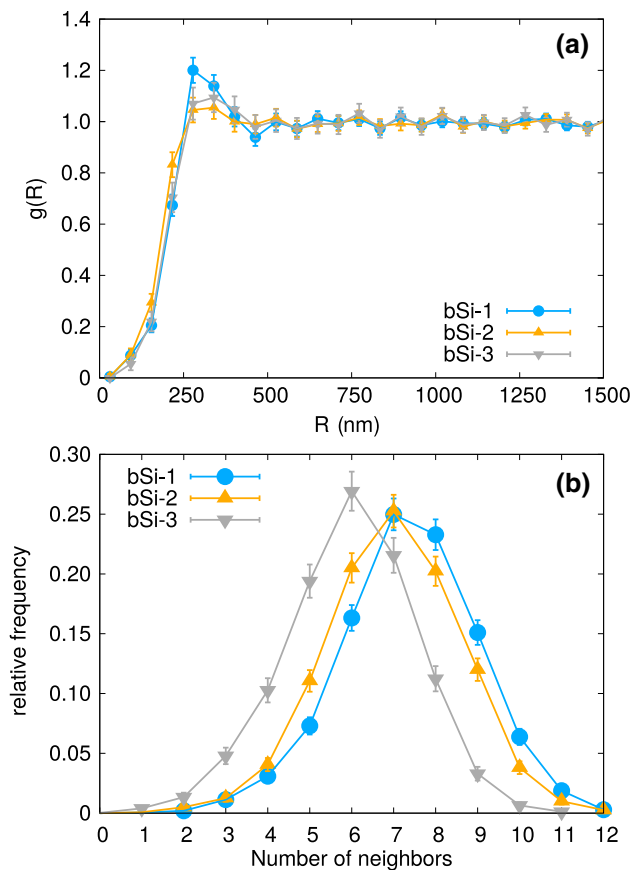 (a)
1.4
1.2
1.0
0.8
0.6
0.4
0.2
0
g(R)
bSi-1
bSi-2
bSi-3
0 250 500 750 1000 1250 1500
R (nm)
(b)
0.30
0.25
0.20
0.15
0.10
0.05
0
relative frequency
bSi-1
bSi-2
bSi-3
0 1 2 3 4 5 6 7 8 9 10 11 12
Number of neighbors